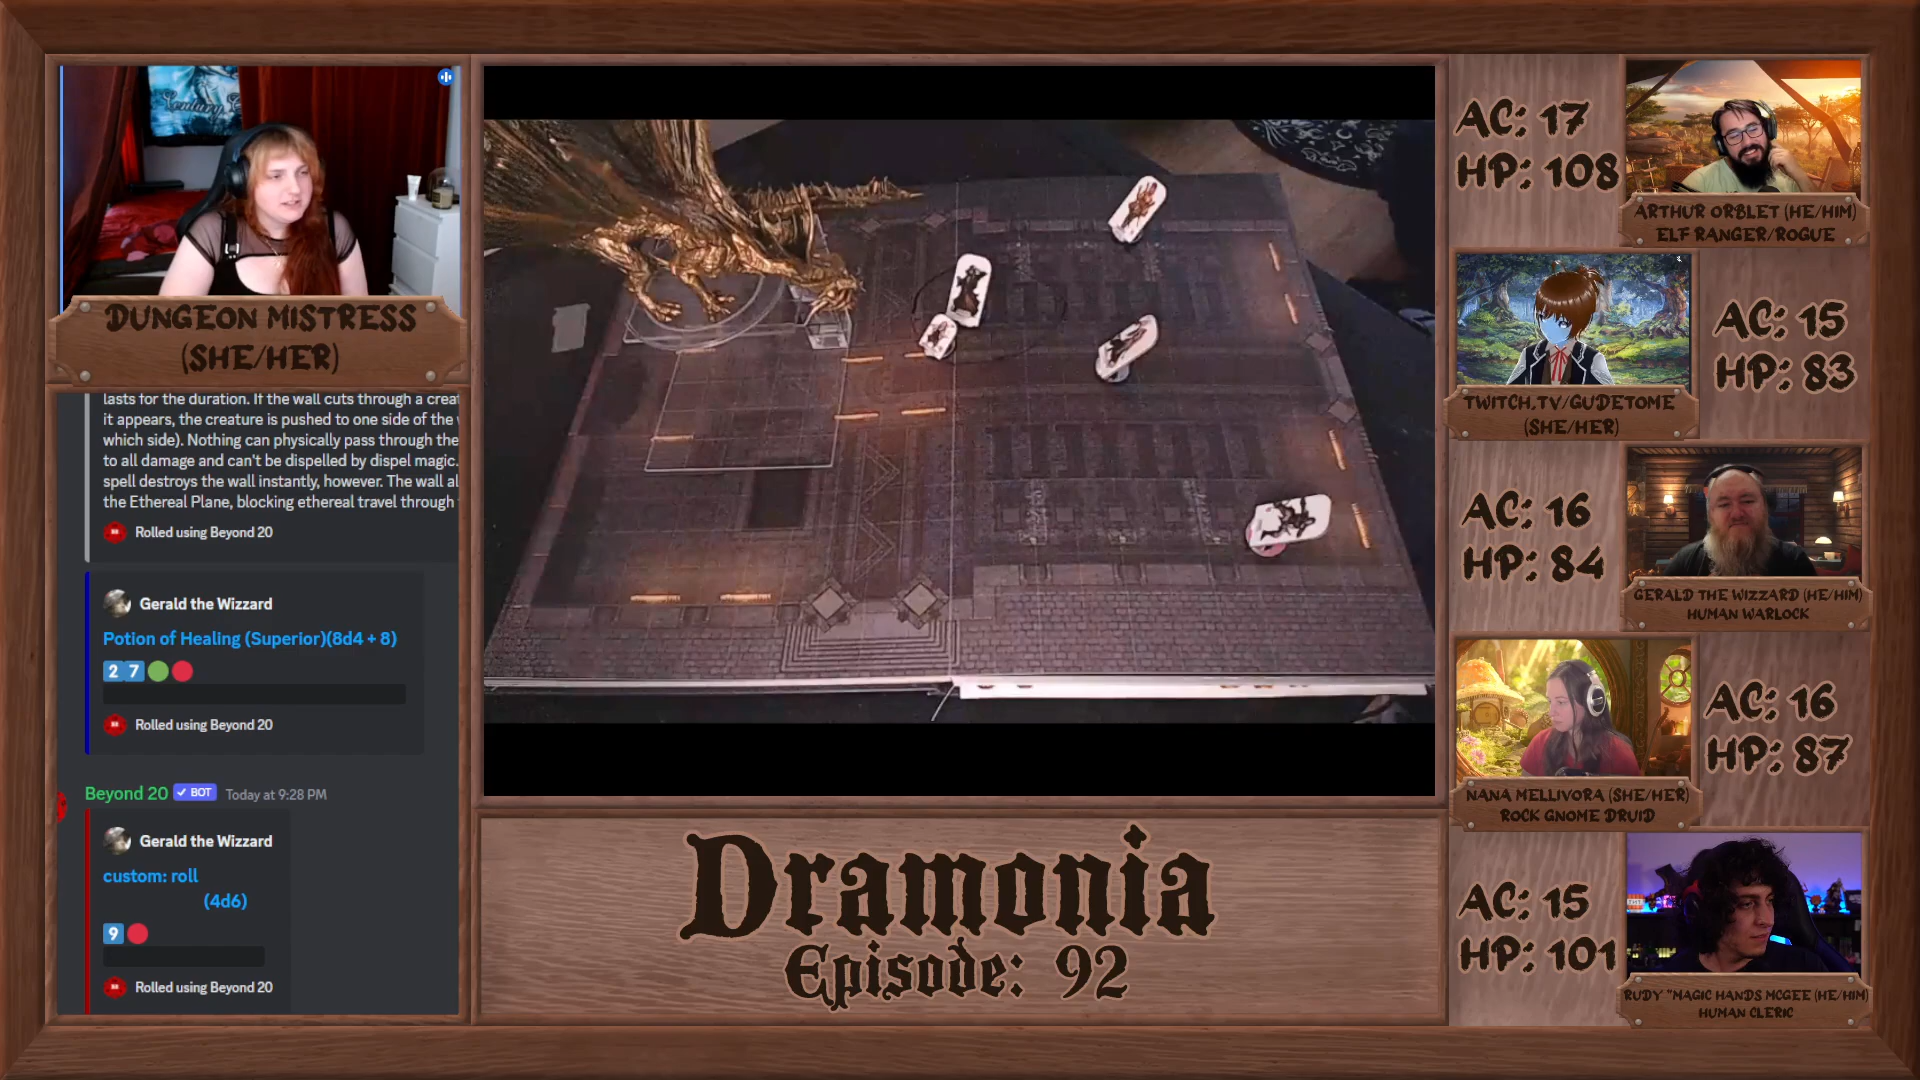 Century C
DUNGEON MISTRESS
(SHE/HER)
lasts for the duration. If the wall cuts through a creat
it appears, the creature is pushed to one side of the
which side). Nothing can physically pass through the
to all damage and can't be dispelled by dispel magic.
spell destroys the wall instantly, however. The wall al
the Ethereal Plane, blocking ethereal travel through
Rolled using Beyond 20
Gerald the Wizzard
Potion of Healing (Superior)(8d4 + 8)
2 7
Rolled using Beyond 20
Beyond 20 ✓ BOT Today at 9:28 PM
Gerald the Wizzard
custom: roll
(4d6)
9
Rolled using Beyond 20
Dramonia
Episode: 92
AC: 17
HP: 108
ARTHUR ORBLET (HE/HIM)
ELF RANGER/ROGUE
TWITCH.TV/GUDETOME
(SHE/HER)
AC: 15
HP: 83
AC: 16
HP: 84
GERALD THE WIZZARD (HE/HIM)
HUMAN WARLOCK
NANA MELLIVORA (SHE/HER)
ROCK GNOME DRUID
AC: 16
HP: 87
AC: 15
HP: 101
RUDY "MAGIC HANDS MCGEE (HE/HIM)
HUMAN CLERIC